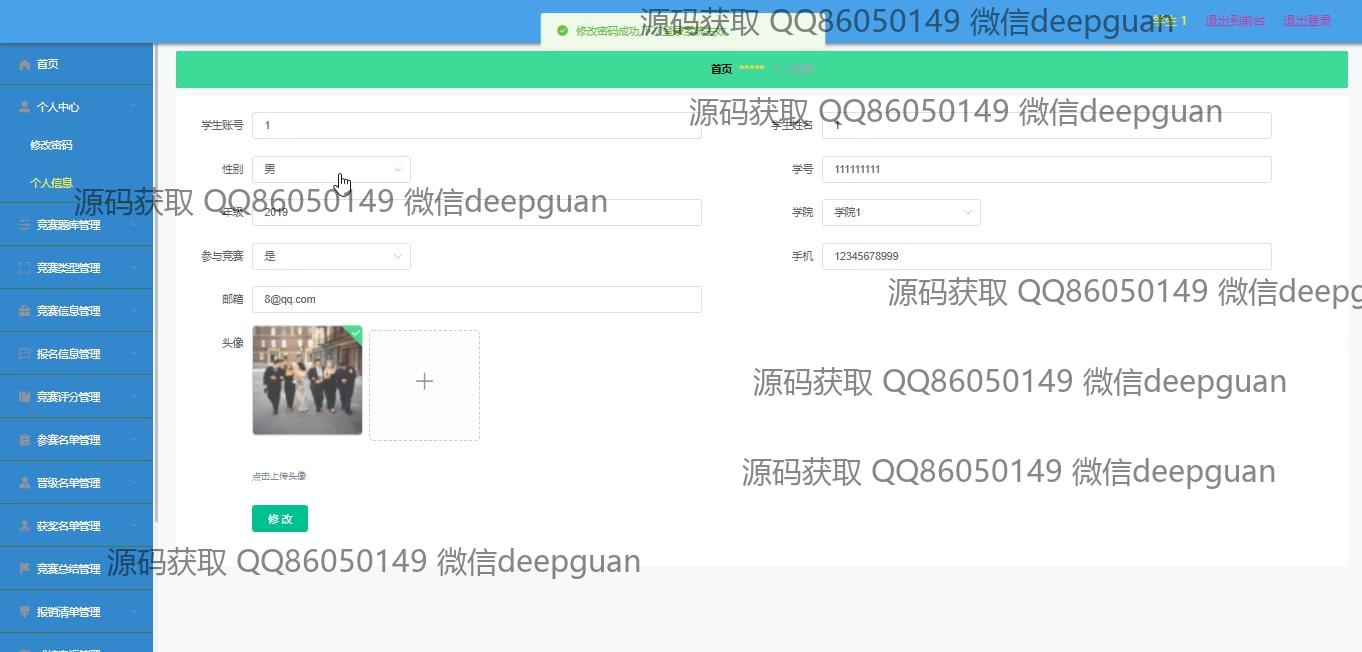 源码获取 QQ86050149 微信deepguan
学生 1
退出到前台
退出登录
修改密码成功,下次登录系统生效
首页
首页 ***** 个人信息
个人中心
修改密码
个人信息
竞赛题库管理
竞赛类型管理
竞赛信息管理
报名信息管理
竞赛评分管理
参赛名单管理
晋级名单管理
获奖名单管理
竞赛总结管理
报销清单管理
源码获取 QQ86050149 微信deepguan
学生账号 1
学生姓名 1
性别 男
学号 111111111
源码获取 QQ86050149 微信deepguan
年级 2019
学院 学院1
参与竞赛 是
手机 12345678999
源码获取 QQ86050149 微信deepg
邮箱 8@qq.com
头像
源码获取 QQ86050149 微信deepguan
源码获取 QQ86050149 微信deepguan
点击上传头像
修 改
源码获取 QQ86050149 微信deepguan